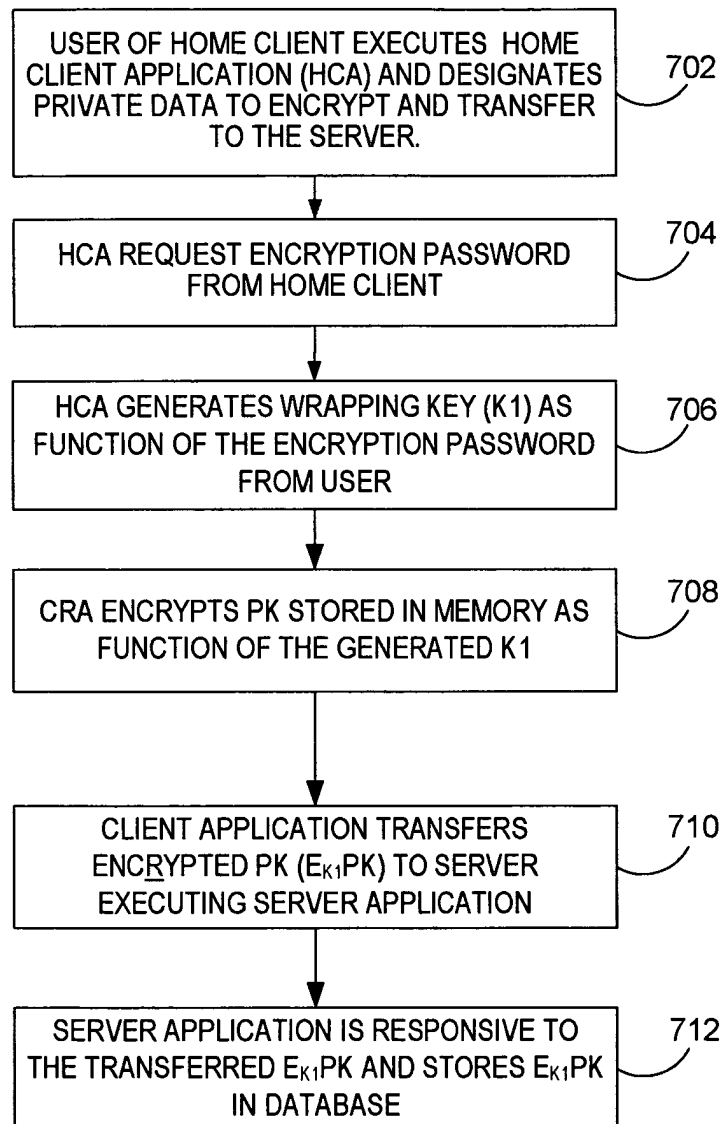 USER OF HOME CLIENT EXECUTES HOME
CLIENT APPLICATION (HCA) AND DESIGNATES
PRIVATE DATA TO ENCRYPT AND TRANSFER
TO THE SERVER.
702
HCA REQUEST ENCRYPTION PASSWORD
FROM HOME CLIENT
704
HCA GENERATES WRAPPING KEY (K1) AS
FUNCTION OF THE ENCRYPTION PASSWORD
FROM USER
706
CRA ENCRYPTS PK STORED IN MEMORY AS
FUNCTION OF THE GENERATED K1
708
CLIENT APPLICATION TRANSFERS
ENCRYPTED PK (EK1PK) TO SERVER
EXECUTING SERVER APPLICATION
710
SERVER APPLICATION IS RESPONSIVE TO
THE TRANSFERRED EK1PK AND STORES EK1PK
IN DATABASE
712